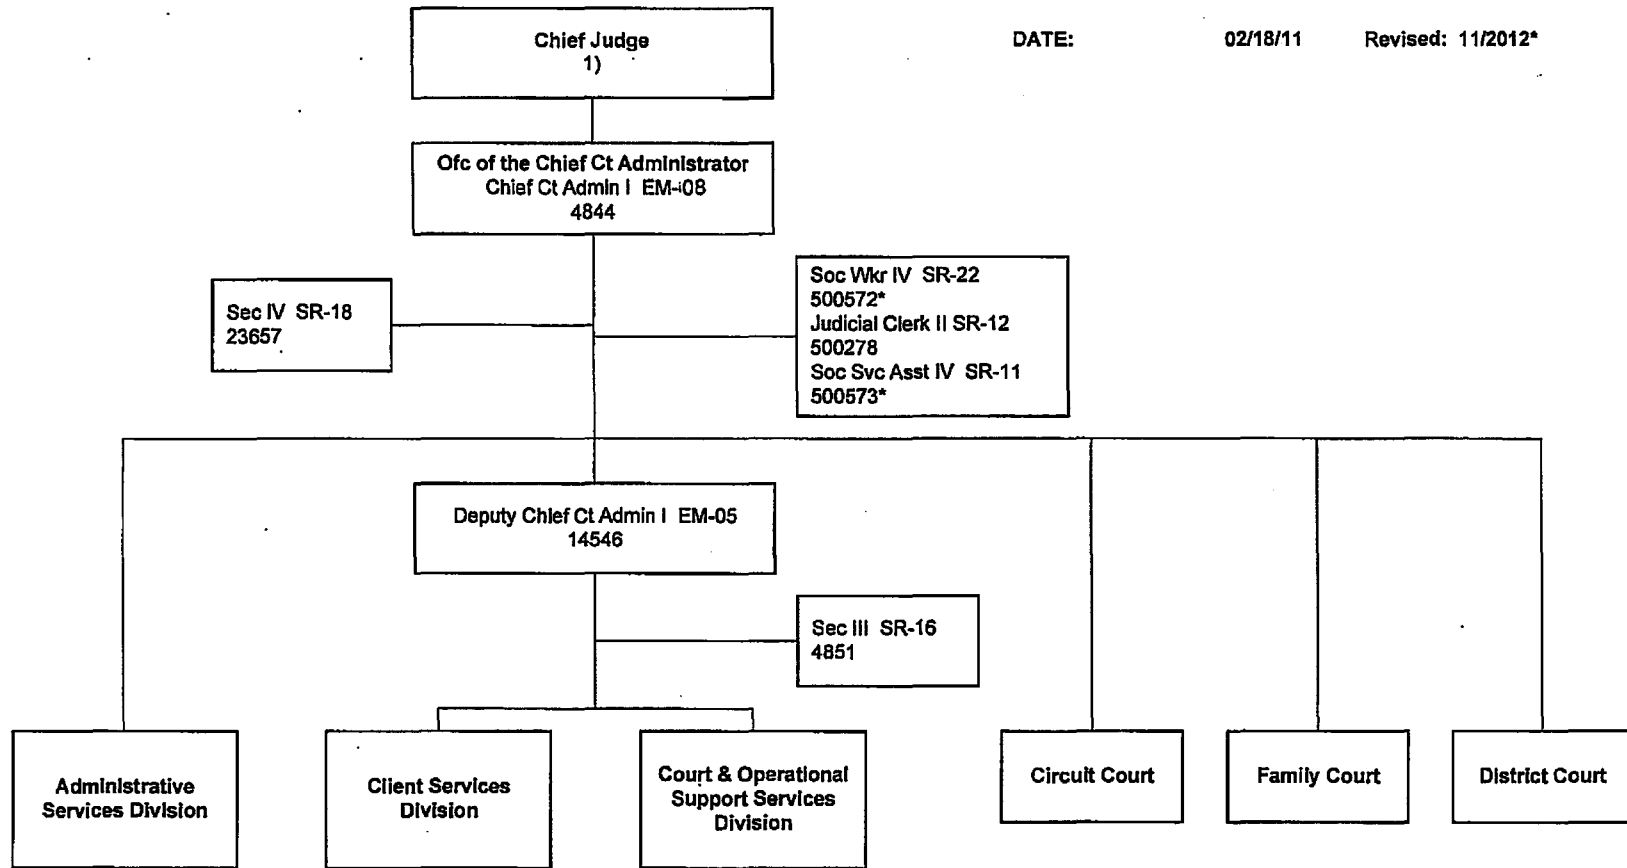 Chief Judge
1)
DATE: 02/18/11 Revised: 11/2012*
Ofc of the Chief Ct Administrator
Chief Ct Admin I EM-08
4844
Sec IV SR-18
23657
Soc Wkr IV SR-22
500572*
Judicial Clerk II SR-12
500278
Soc Svc Asst IV SR-11
500573*
Deputy Chief Ct Admin I EM-05
14546
Sec III SR-16
4851
Administrative
Services Division
Client Services
Division
Court & Operational
Support Services
Division
Circuit Court
Family Court
District Court